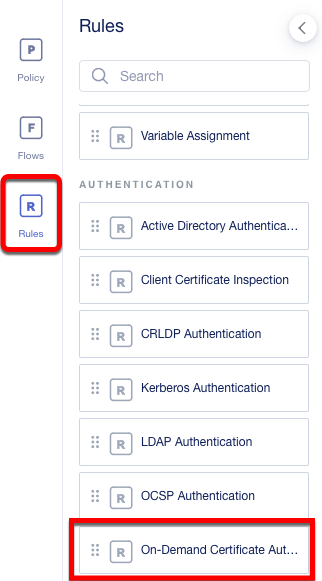 Rules
P
Policy
F
Flows
R
Rules
Search
R Variable Assignment
AUTHENTICATION
R Active Directory Authentica...
R Client Certificate Inspection
R CRLDP Authentication
R Kerberos Authentication
R LDAP Authentication
R OCSP Authentication
R On-Demand Certificate Aut...